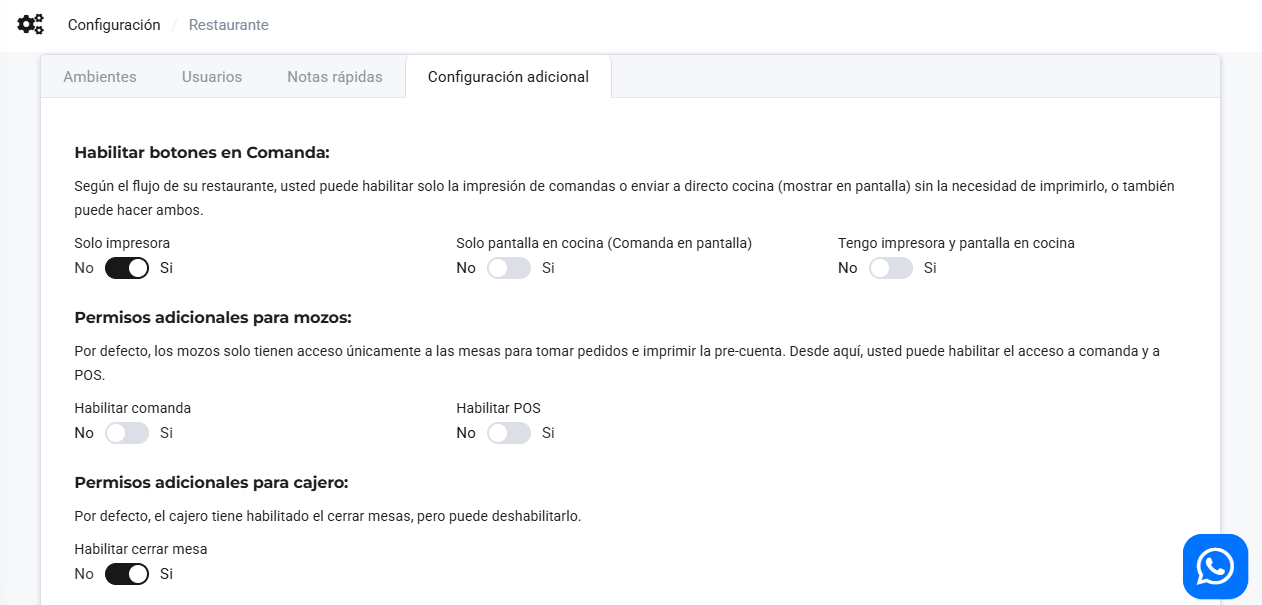 Configuración / Restaurante
Ambientes Usuarios Notas rápidas Configuración adicional
Habilitar botones en Comanda:
Según el flujo de su restaurante, usted puede habilitar solo la impresión de comandas o enviar a directo cocina (mostrar en pantalla) sin la necesidad de imprimirlo, o también
puede hacer ambos.
Solo impresora Solo pantalla en cocina (Comanda en pantalla) Tengo impresora y pantalla en cocina
No Si No Si No Si
Permisos adicionales para mozos:
Por defecto, los mozos solo tienen acceso únicamente a las mesas para tomar pedidos e imprimir la pre-cuenta. Desde aquí, usted puede habilitar el acceso a comanda y a
POS.
Habilitar comanda Habilitar POS
No Si No Si
Permisos adicionales para cajero:
Por defecto, el cajero tiene habilitado el cerrar mesas, pero puede deshabilitarlo.
Habilitar cerrar mesa
No Si